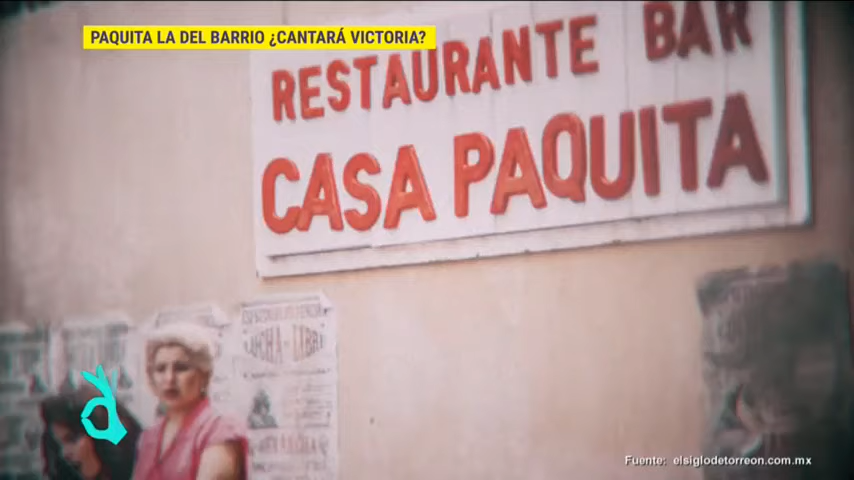 PAQUITA LA DEL BARRIO ¿CANTARÁ VICTORIA?
RESTAURANTE BAR
CASA PAQUITA
LUCHA LIBRE
Fuente: elsiglodetorreon.com.mx